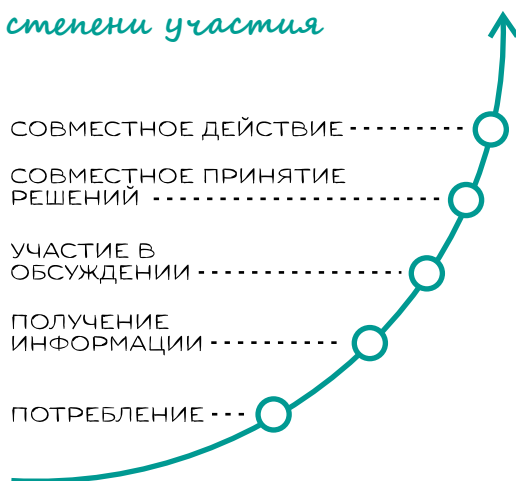 степени участия
СОВМЕСТНОЕ ДЕЙСТВИЕ
СОВМЕСТНОЕ ПРИНЯТИЕ
РЕШЕНИЙ
УЧАСТИЕ В
ОБСУЖДЕНИИ
ПОЛУЧЕНИЕ
ИНФОРМАЦИИ
ПОТРЕБЛЕНИЕ